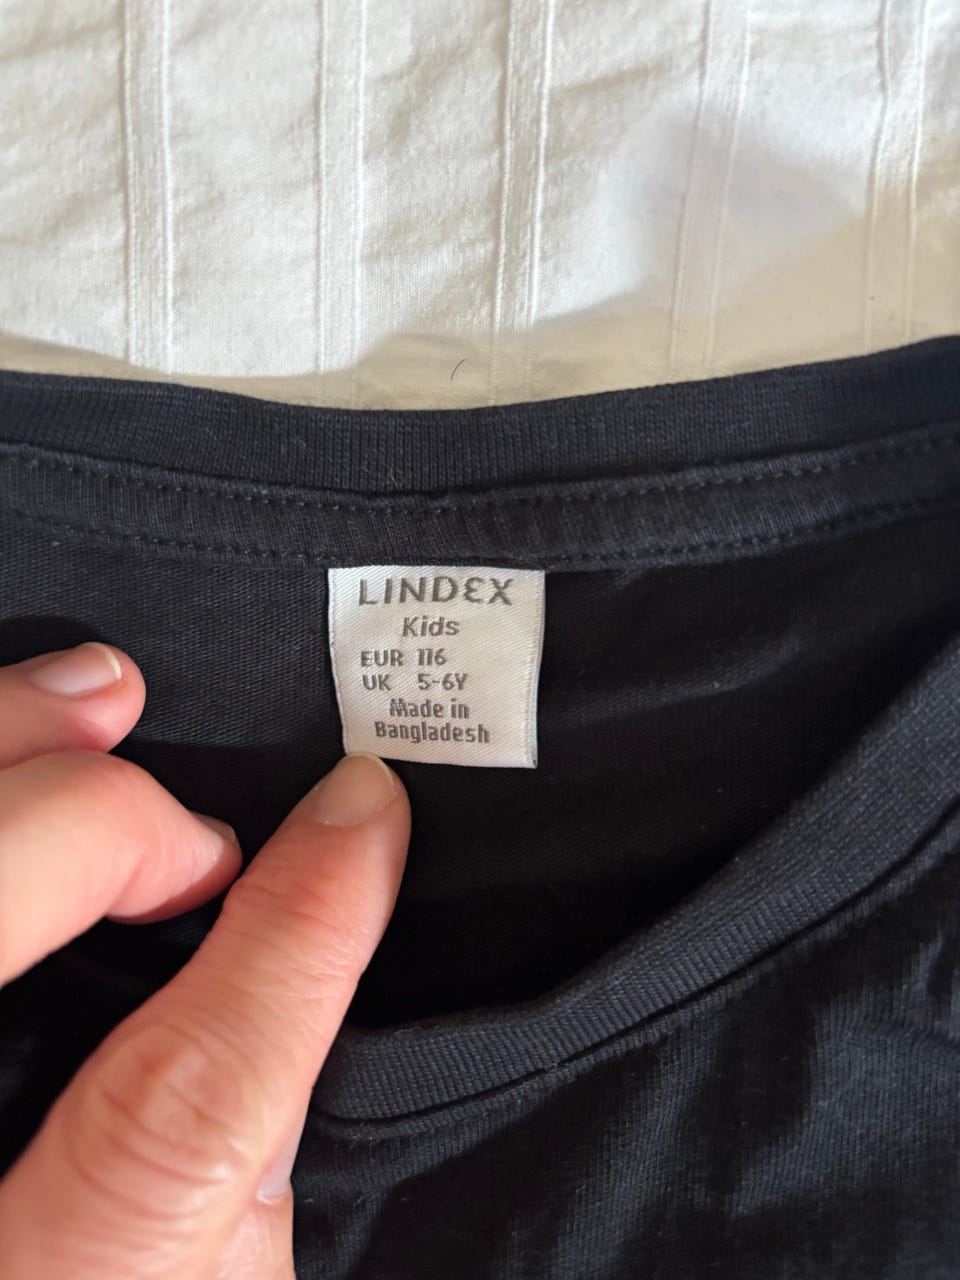 LINDEX
Kids
EUR 116
UK 5-6Y
Made in
Bangladesh